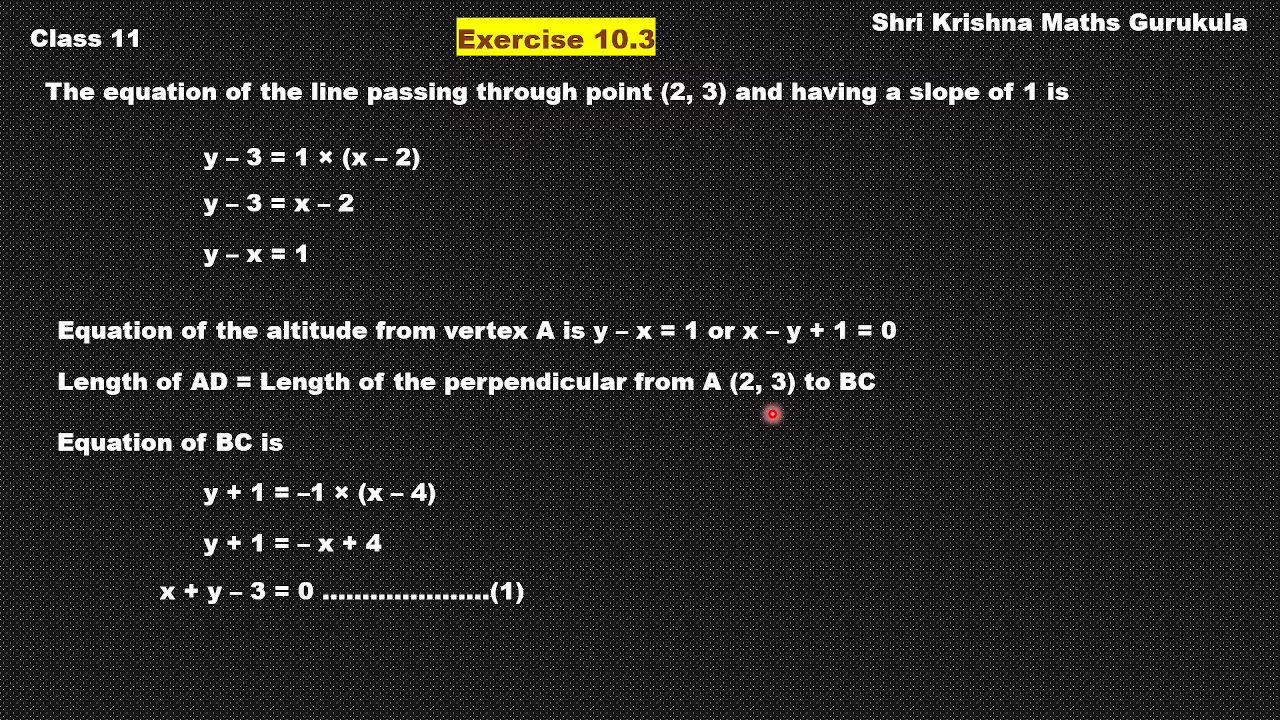 Class 11
Exercise 10.3
Shri Krishna Maths Gurukula
The equation of the line passing through point (2, 3) and having a slope of 1 is
y – 3 = 1 × (x – 2)
y – 3 = x – 2
y – x = 1
Equation of the altitude from vertex A is y – x = 1 or x – y + 1 = 0
Length of AD = Length of the perpendicular from A (2, 3) to BC
Equation of BC is
y + 1 = –1 × (x – 4)
y + 1 = – x + 4
x + y – 3 = 0 .....................(1)